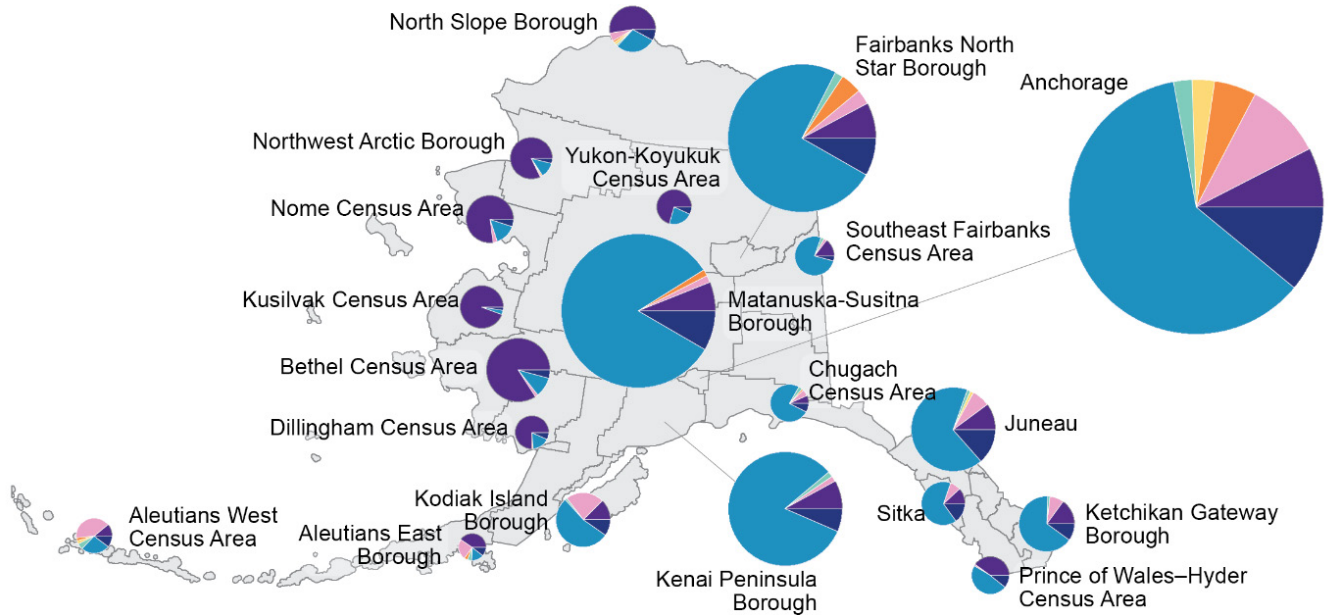 North Slope Borough
Fairbanks North
Star Borough
Anchorage
Northwest Arctic Borough
Yukon-Koyukuk
Census Area
Nome Census Area
Southeast Fairbanks
Census Area
Kusilvak Census Area
Matanuska-Susitna
Borough
Bethel Census Area
Chugach
Census Area
Dillingham Census Area
Juneau
Kodiak Island
Borough
Aleutians West
Census Area
Aleutians East
Borough
Sitka
Ketchikan Gateway
Borough
Kenai Peninsula
Borough
Prince of Wales–Hyder
Census Area